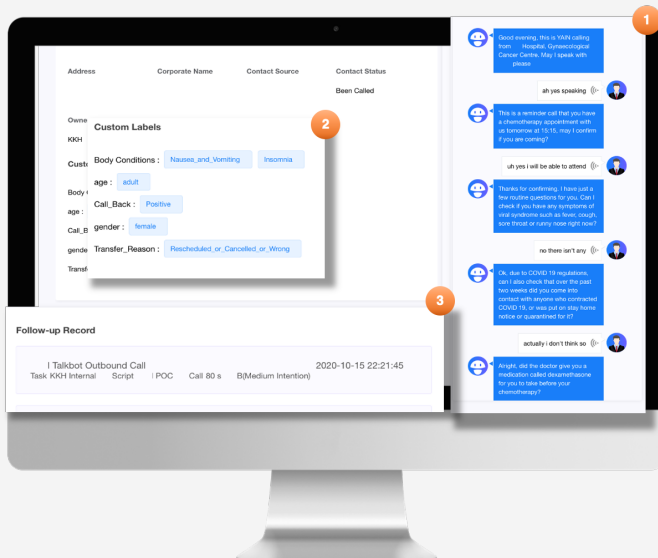 Address Corporate Name Contact Source Contact Status
Been Called
Owne
KKH
Custo
Body C
age :
Call_B
gende
Transf
2
Custom Labels
Body Conditions : Nausea_and_Vomiting Insomnia
age : adult
Call_Back : Positive
gender : female
Transfer_Reason : Rescheduled_or_Cancelled_or_Wrong
3
Follow-up Record
I Talkbot Outbound Call 2020-10-15 22:21:45
Task KKH Internal Script POC Call 80 s B(Medium Intention)
1
Good evening, this is YAIN calling
from Hospital, Gynaecological
Cancer Centre. May I speak with
please
ah yes speaking
This is a reminder call that you have
a chemotherapy appointment with
us tomorrow at 15:15, may I confirm
if you are coming?
uh yes i will be able to attend
Thanks for confirming. I have just a
few routine questions for you. Can I
check if you have any symptoms of
viral syndrome such as fever, cough,
sore throat or runny nose right now?
no there isn't any
Ok, due to COVID 19 regulations,
can I also check that over the past
two weeks did you come into
contact with anyone who contracted
COVID 19, or was put on stay home
notice or quarantined for it?
actually i don't think so
Alright, did the doctor give you a
medication called dexamethasone
for you to take before your
chemotherapy?